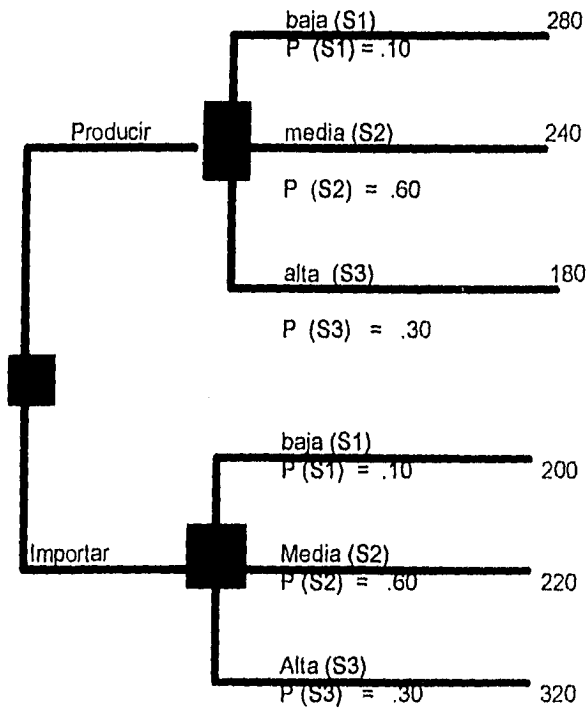 baja (S1) 280
P (S1) = .10
Producir
media (S2) 240
P (S2) = .60
alta (S3) 180
P (S3) = .30
baja (S1)
P (S1) = .10 200
Importar
Media (S2)
P (S2) = .60 220
Alta (S3)
P (S3) = .30 320